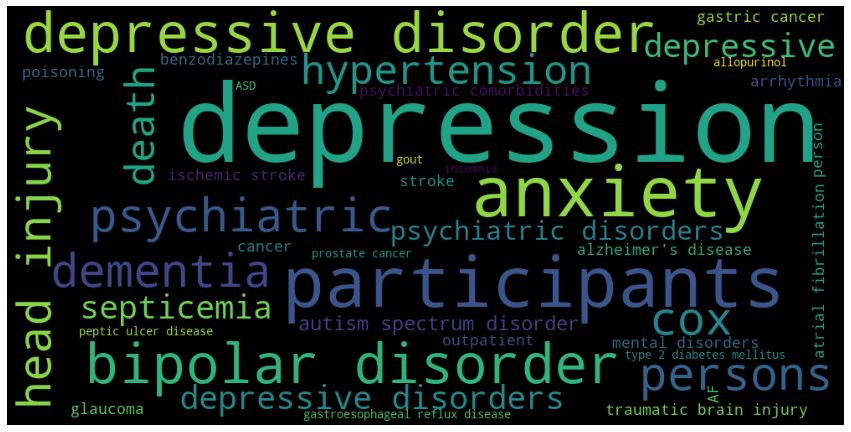 depressive disorder
gastric cancer
depressive
poisoning
benzodiazepines
hypertension
allopurinol
arrhythmia
death
ASD
psychiatric comorbidities
depression
head injury
gout
insomnia
ischemic stroke
stroke
anxiety
person
psychiatric
psychiatric disorders
cancer
prostate cancer
alzheimer's disease
dementia
participants
atrial fibrillation
septicemia
autism spectrum disorder
cox
peptic ulcer disease
outpatient
mental disorders
bipolar disorder
type 2 diabetes mellitus
persons
depressive disorders
AF
glaucoma
gastroesophageal reflux disease
traumatic brain injury